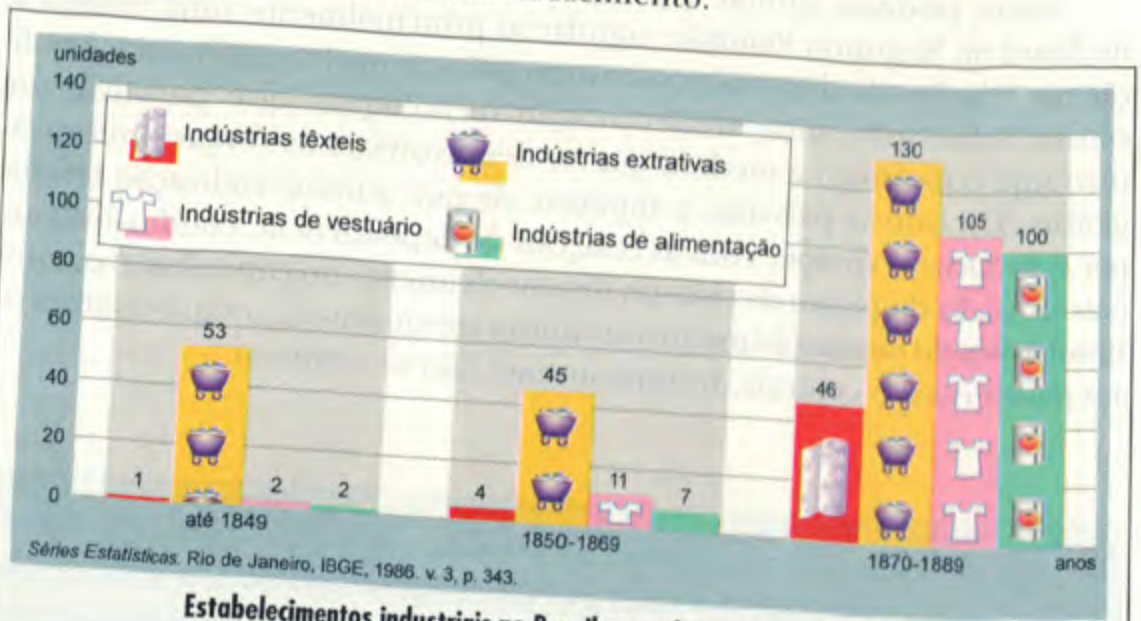 unidades
140
120
100
80
60
40
20
0
Indústrias têxteis
Indústrias extrativas
Indústrias de vestuário
Indústrias de alimentação
1
53
2
2
até 1849
4
45
11
7
1850-1869
46
130
105
100
1870-1889
anos
Séries Estatísticas. Rio de Janeiro, IBGE, 1986. v. 3, p. 343.
Estabelecimentos industriais no